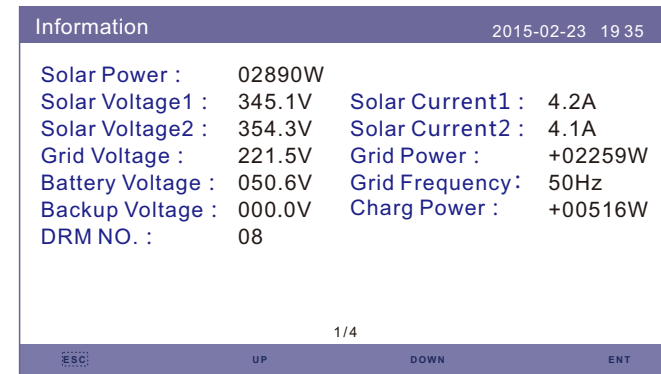 Information 2015-02-23 19 35
Solar Power : 02890W
Solar Voltage1 : 345.1V Solar Current1 : 4.2A
Solar Voltage2 : 354.3V Solar Current2 : 4.1A
Grid Voltage : 221.5V Grid Power : +02259W
Battery Voltage : 050.6V Grid Frequency: 50Hz
Backup Voltage : 000.0V Charg Power : +00516W
DRM NO. : 08
1/4
ESC UP DOWN ENT